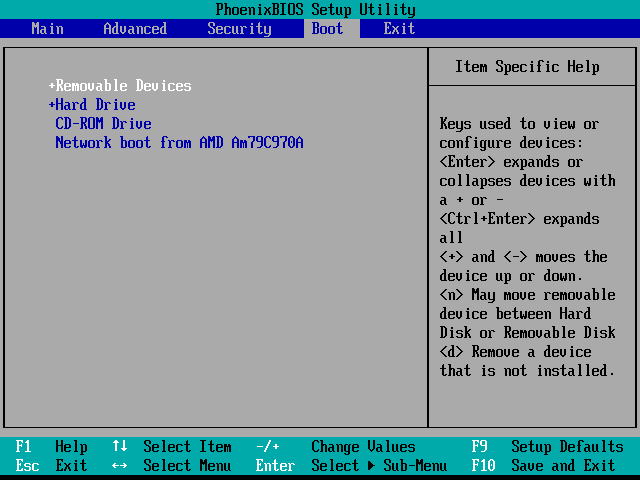 PhoenixBIOS Setup Utility
Main Advanced Security Boot Exit
+Removable Devices
+Hard Drive
CD-ROM Drive
Network boot from AMD Am79C970A
Item Specific Help
Keys used to view or
configure devices:
<Enter> expands or
collapses devices with
a + or -
<Ctrl+Enter> expands
all
<+> and <-> moves the
device up or down.
<n> May move removable
device between Hard
Disk or Removable Disk
<d> Remove a device
that is not installed.
F1 Help ↑↓ Select Item -/+ Change Values F9 Setup Defaults
Esc Exit ↔ Select Menu Enter Select ▶ Sub-Menu F10 Save and Exit